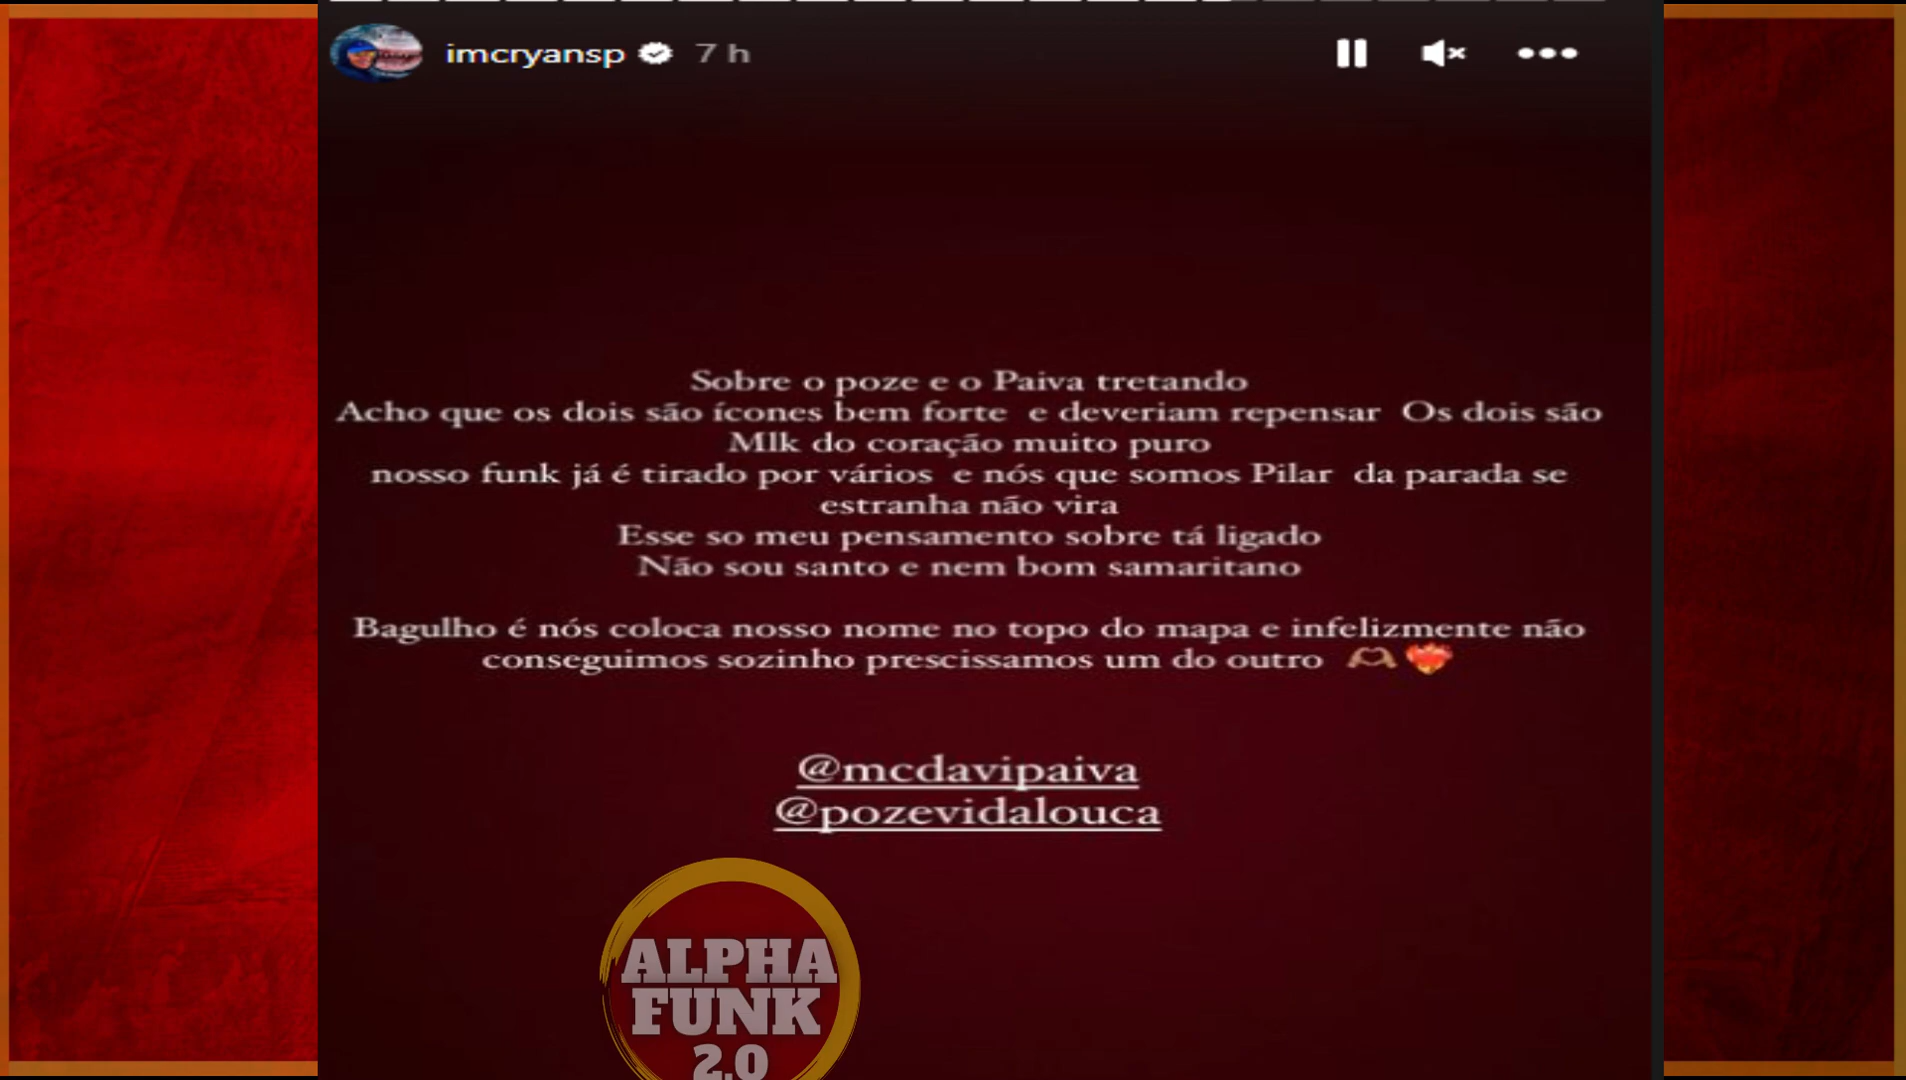 imcryansp 7 h
Sobre o poze e o Paiva tretando
Acho que os dois são ícones bem forte e deveriam repensar Os dois são
Mlk do coração muito puro
nosso funk já é tirado por vários e nós que somos Pilar da parada se
estranha não vira
Esse so meu pensamento sobre tá ligado
Não sou santo e nem bom samaritano
Bagulho é nós coloca nosso nome no topo do mapa e infelizmente não
conseguimos sozinho prescissamos um do outro 🫶🏽❤️‍🔥
@mcdavipaiva
@pozevidalouca
ALPHA
FUNK
2.0